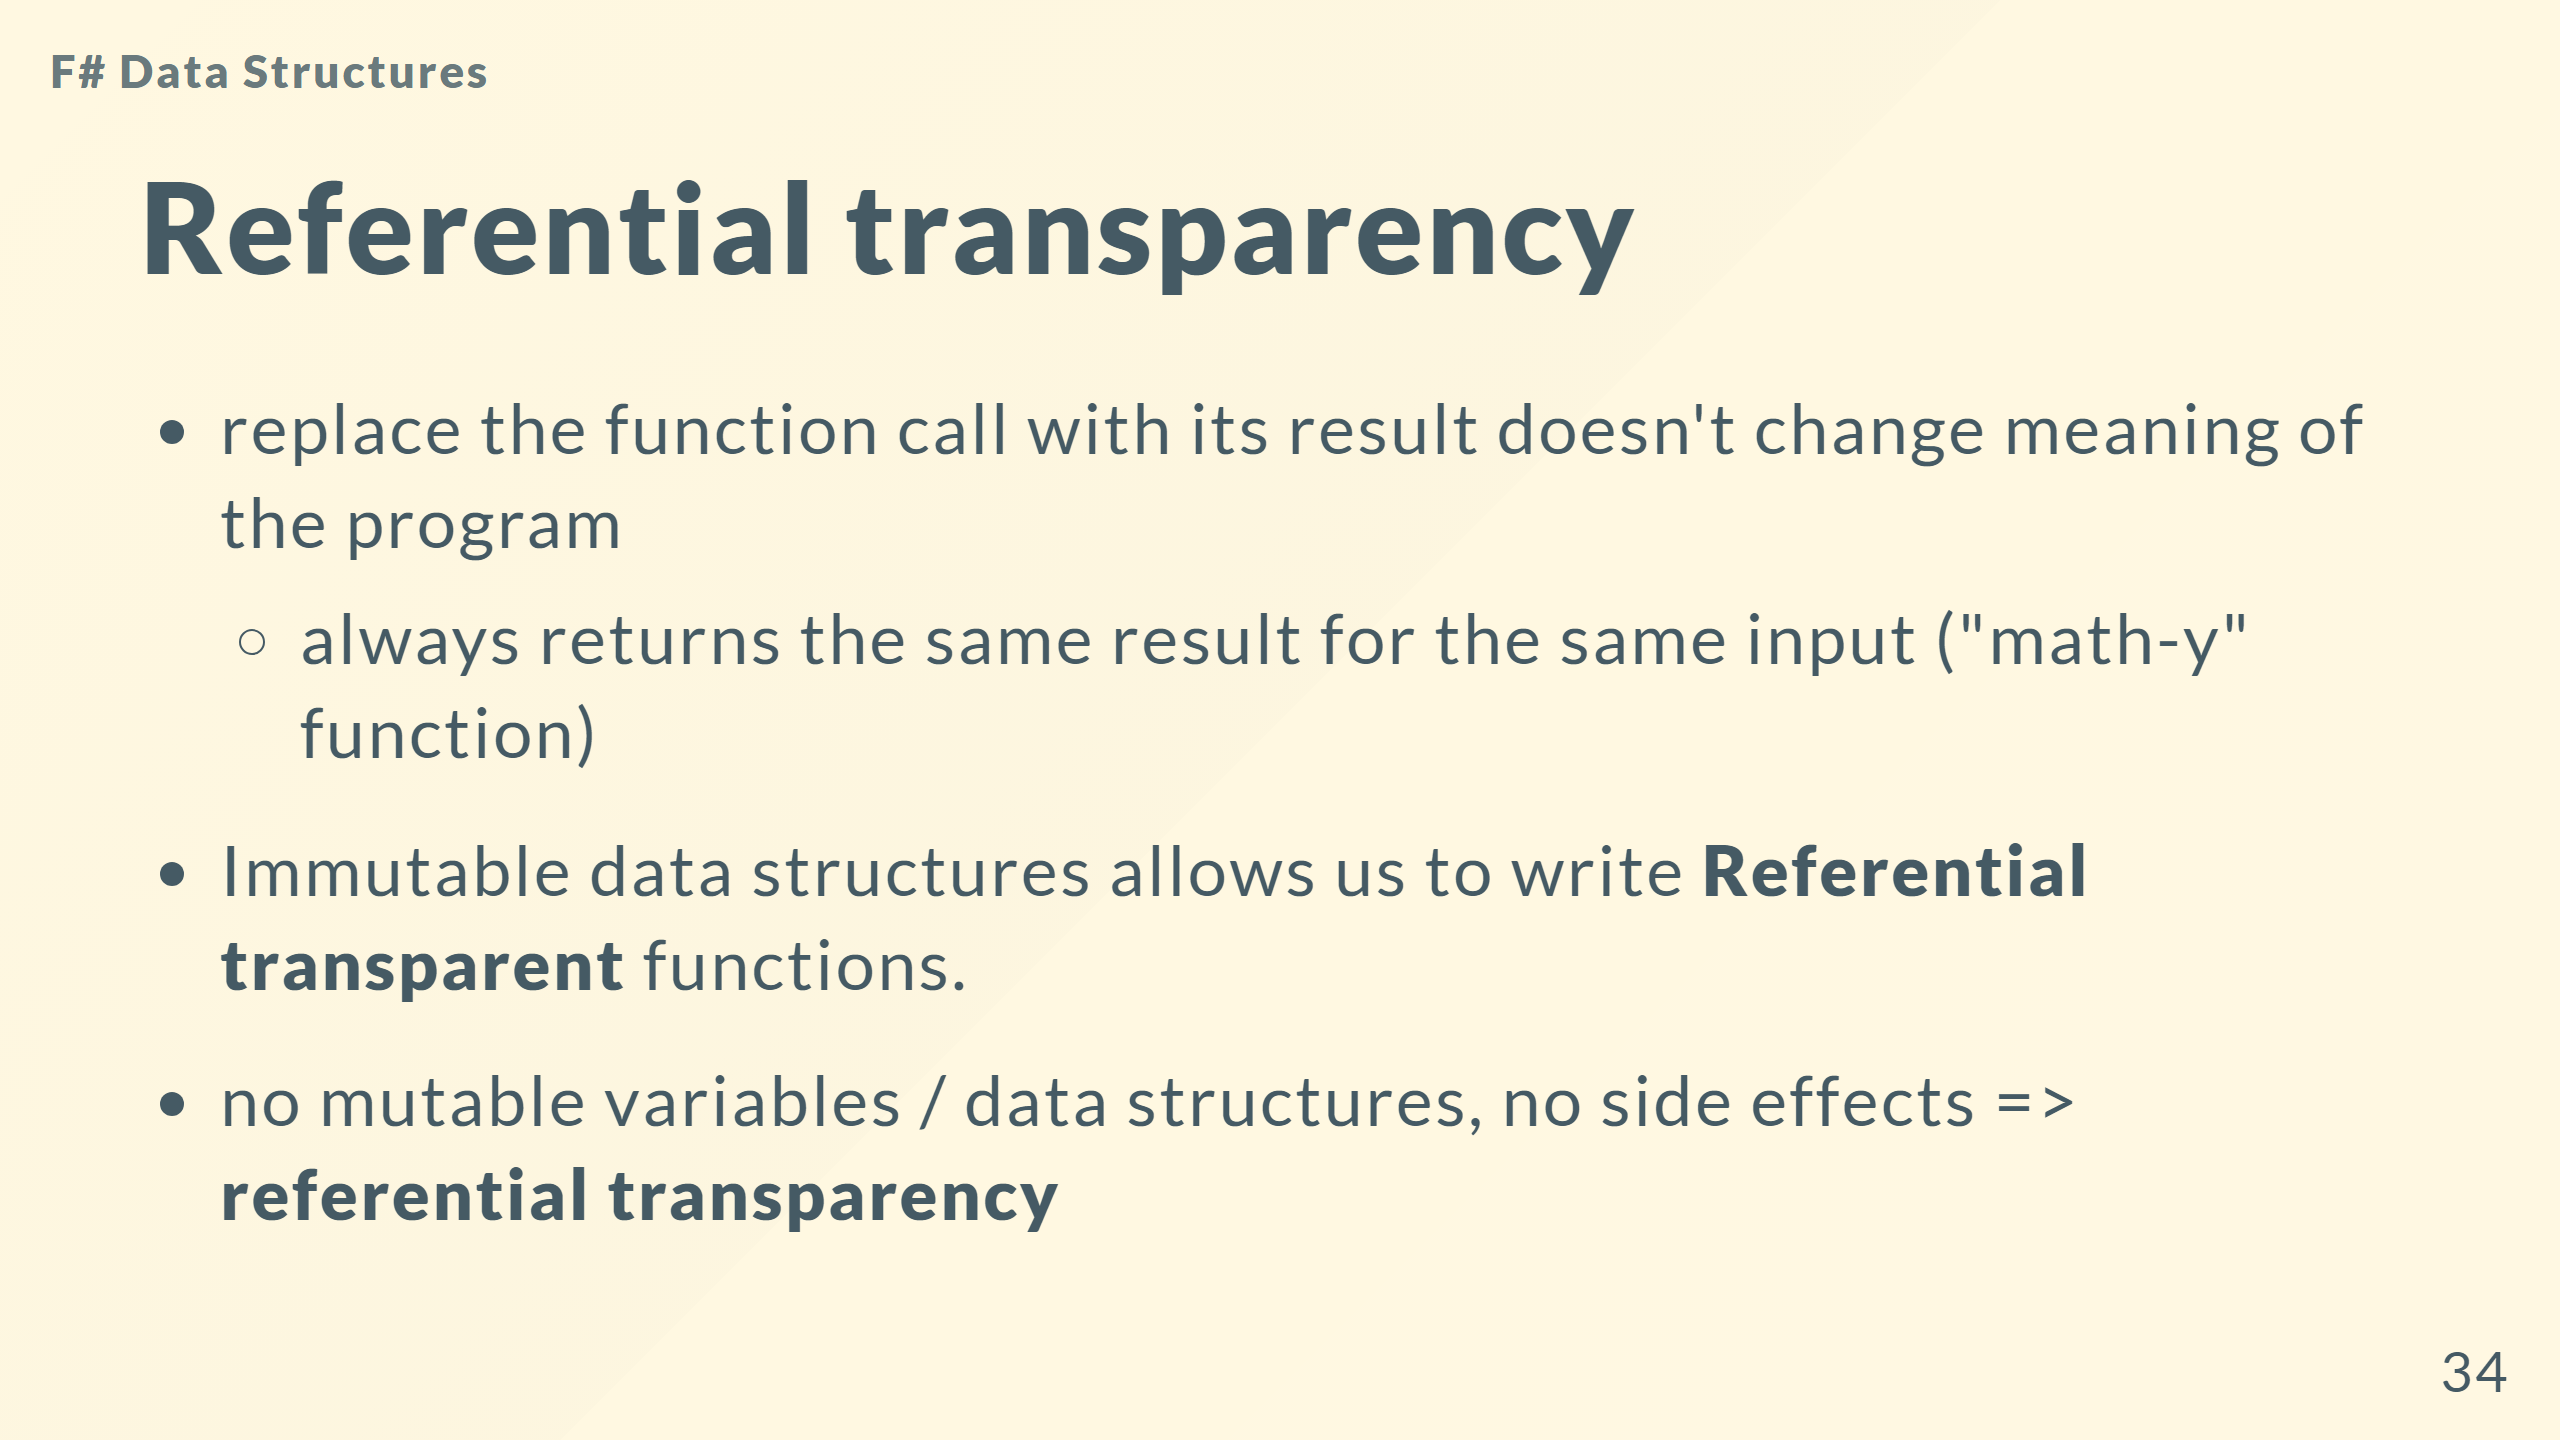 F# Data Structures
Referential transparency
replace the function call with its result doesn't change meaning of
the program
always returns the same result for the same input ("math-y"
function)
Immutable data structures allows us to write Referential
transparent functions.
no mutable variables / data structures, no side effects =>
referential transparency
34